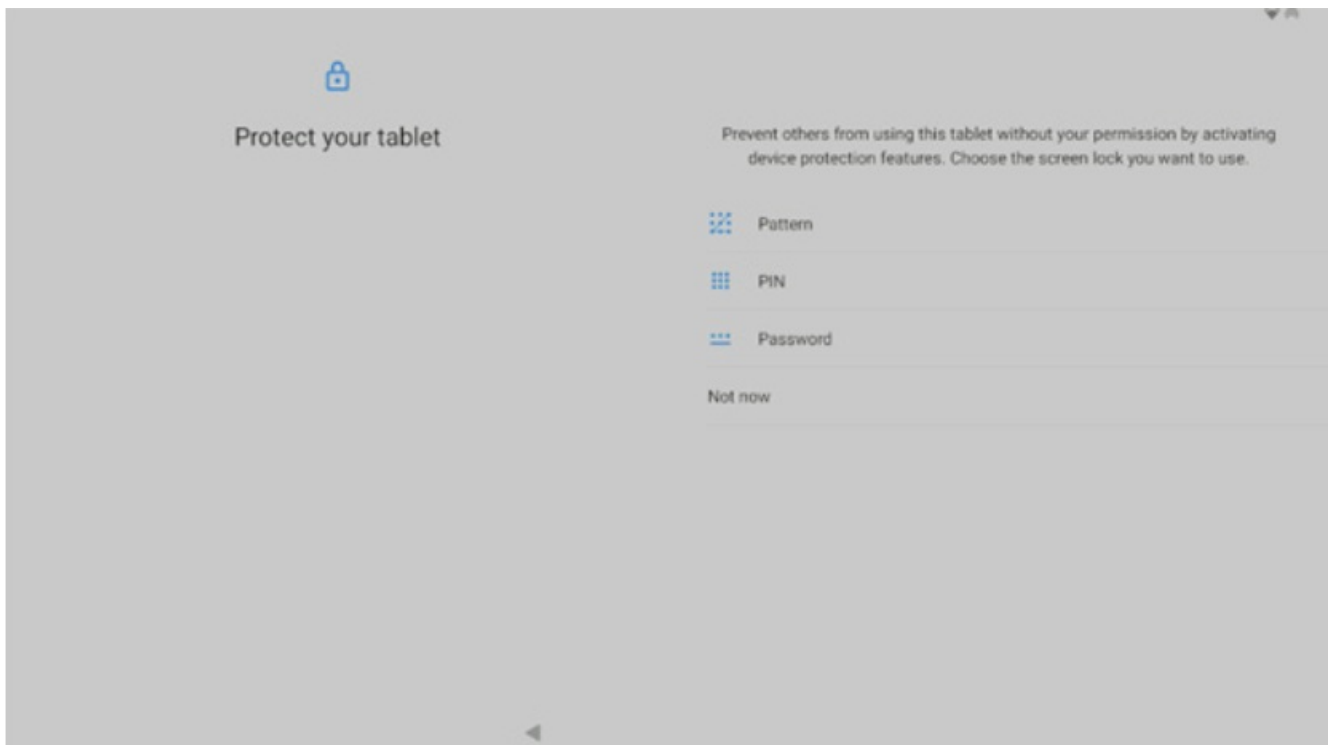 Protect your tablet
Prevent others from using this tablet without your permission by activating
device protection features. Choose the screen lock you want to use.
Pattern
PIN
Password
Not now